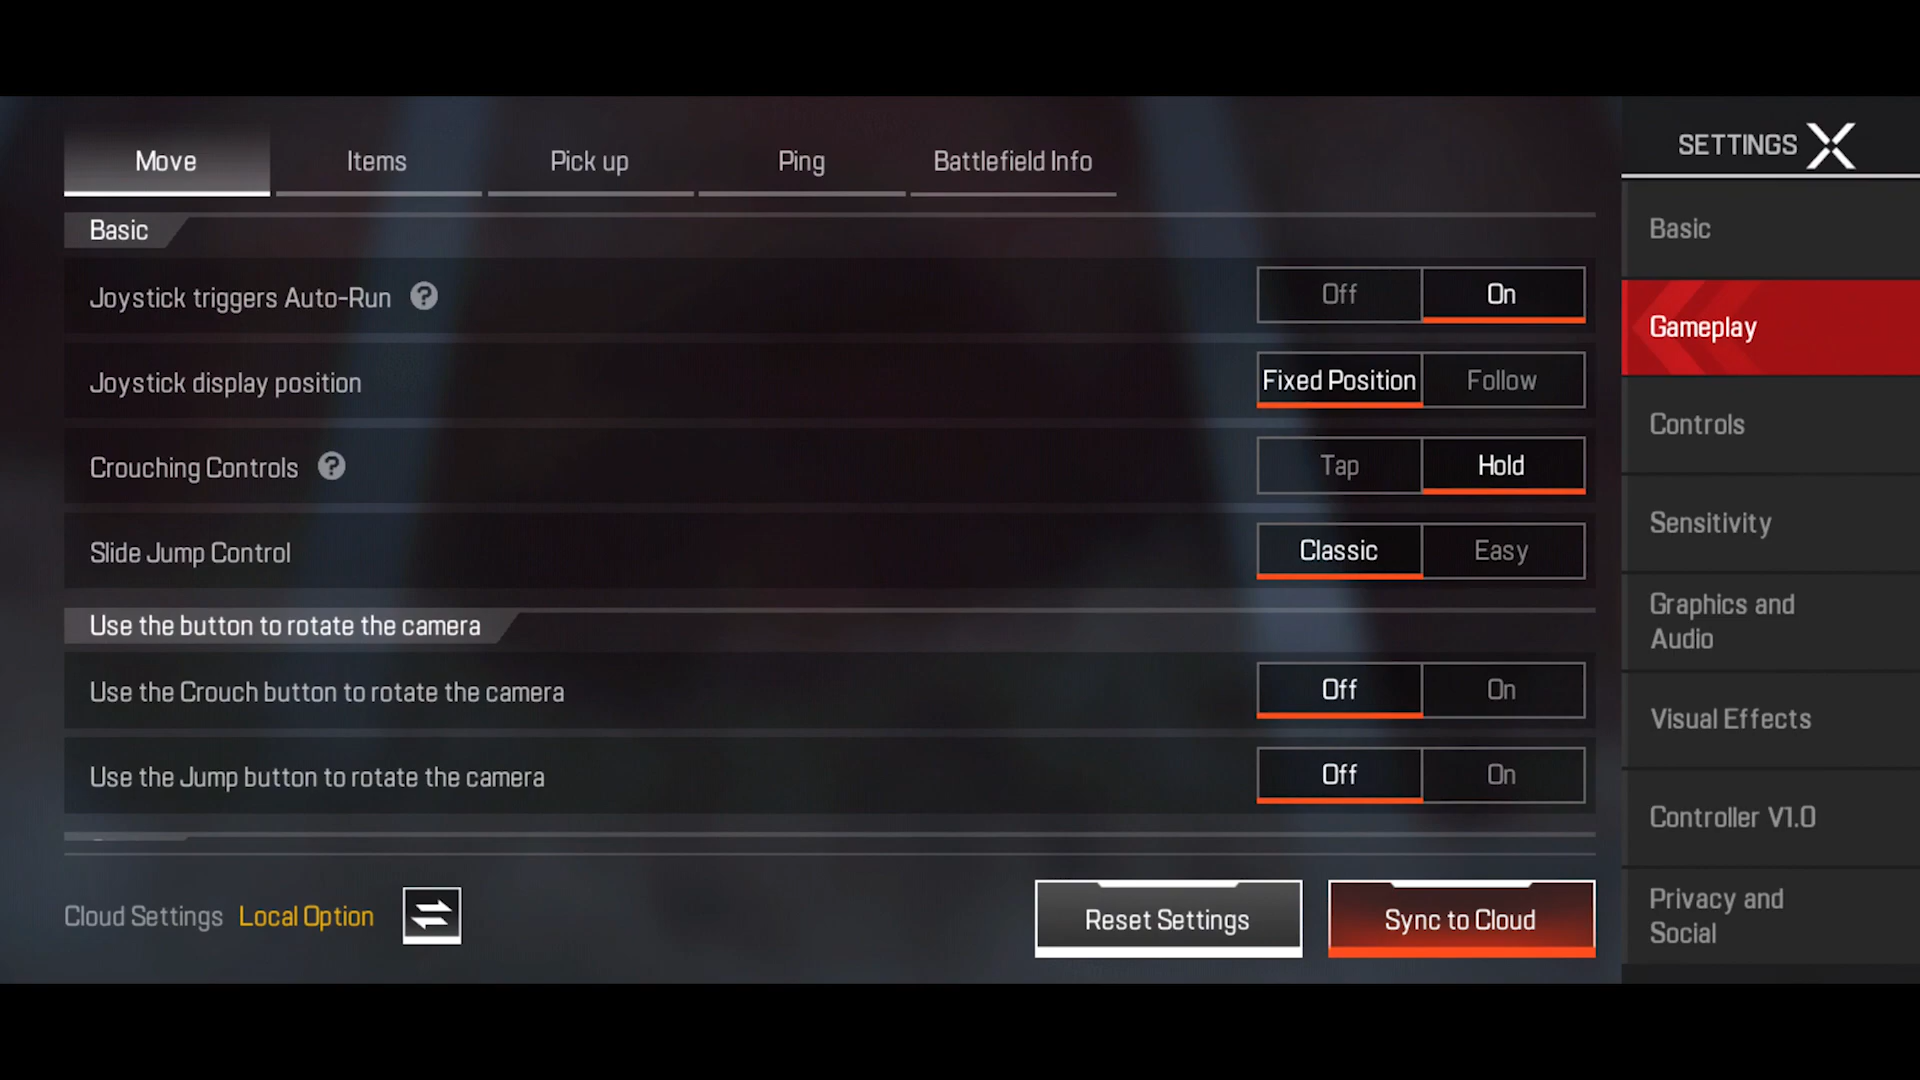 Move
Items
Pick up
Ping
Battlefield Info
SETTINGS
Basic
Joystick triggers Auto-Run ?
Off
On
Joystick display position
Fixed Position
Follow
Crouching Controls ?
Tap
Hold
Slide Jump Control
Classic
Easy
Use the button to rotate the camera
Use the Crouch button to rotate the camera
Off
On
Use the Jump button to rotate the camera
Off
On
Cloud Settings Local Option
Reset Settings
Sync to Cloud
Basic
Gameplay
Controls
Sensitivity
Graphics and
Audio
Visual Effects
Controller V1.0
Privacy and
Social